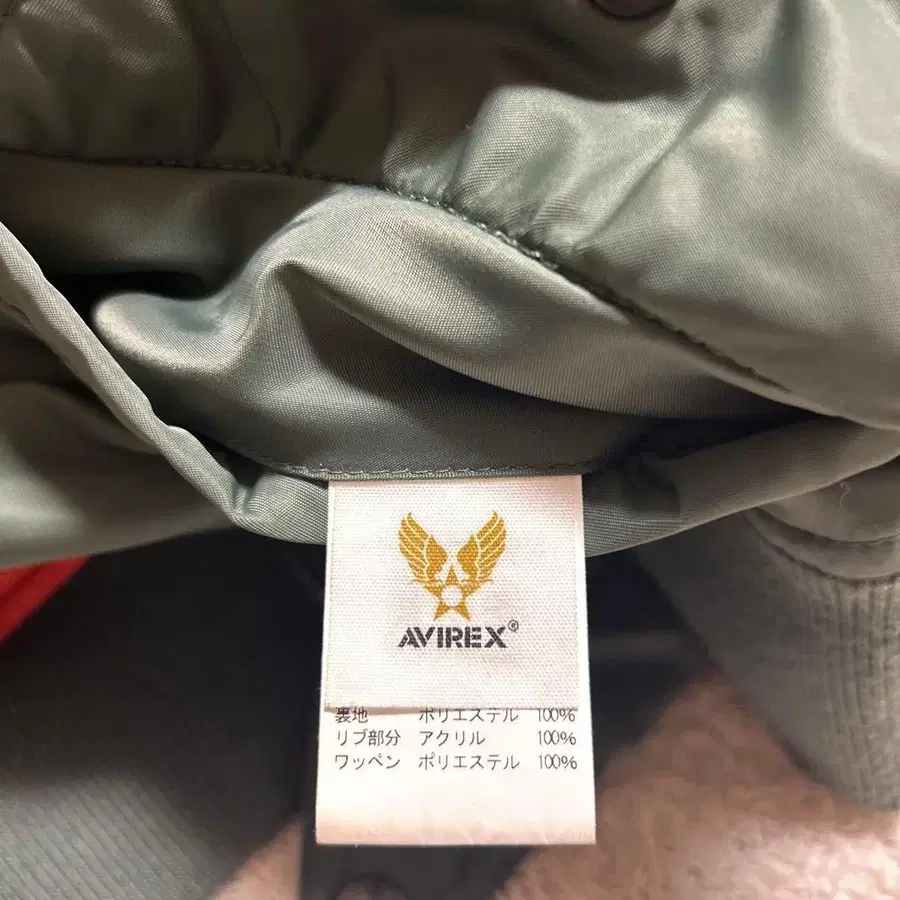 AVIREX®
裏地 ポリエステル 100%
リブ部分 アクリル 100%
ワッペン ポリエステル 100%